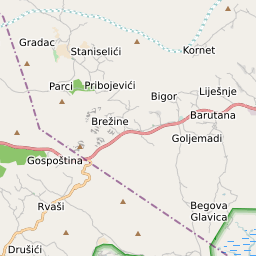 Gradac
Staniselići
Kornet
Parci
Pribojevići
Bigor
Liješnje
Brežine
Barutana
Goljemadi
Gospoština
Rvaši
Begova
Glavica
Drušići